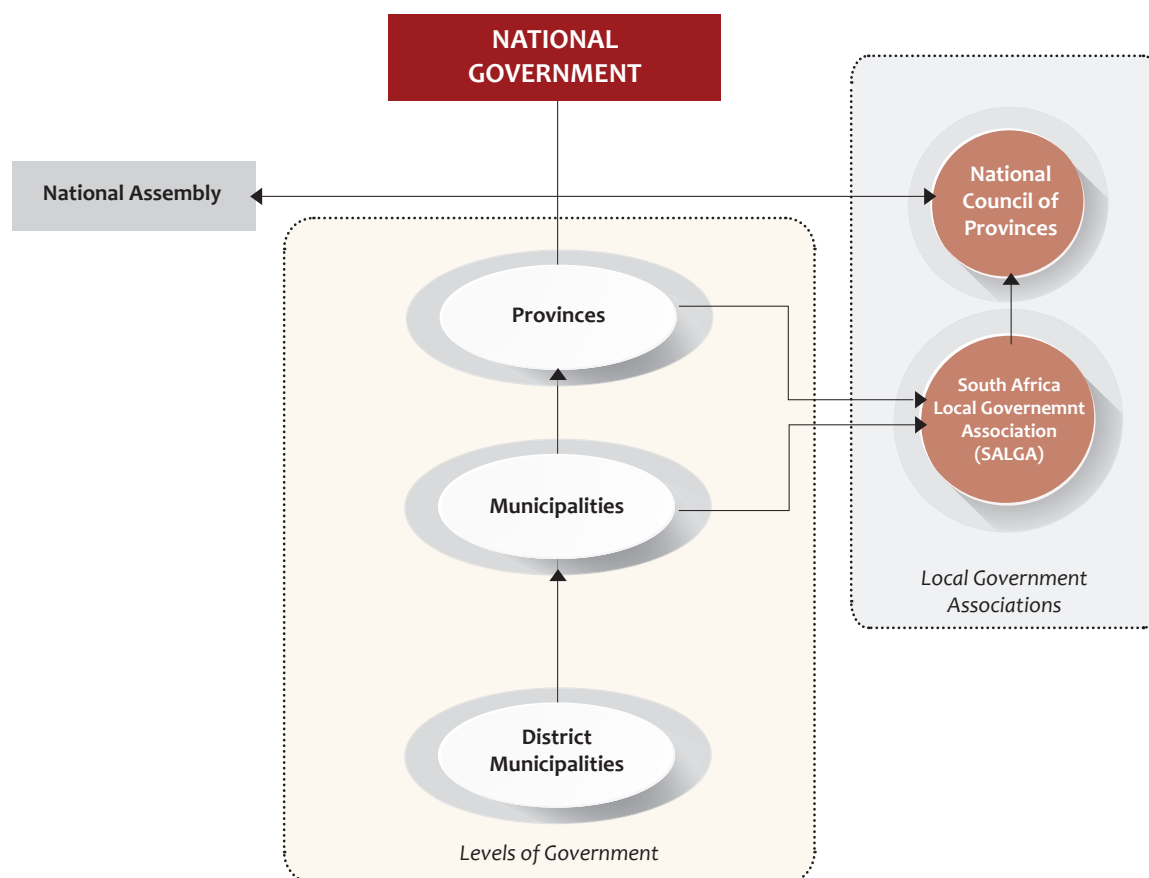 NATIONAL
GOVERNMENT
National Assembly
National
Council of
Provinces
Provinces
South Africa
Local Governemnt
Association
(SALGA)
Municipalities
Local Government
Associations
District
Municipalities
Levels of Government